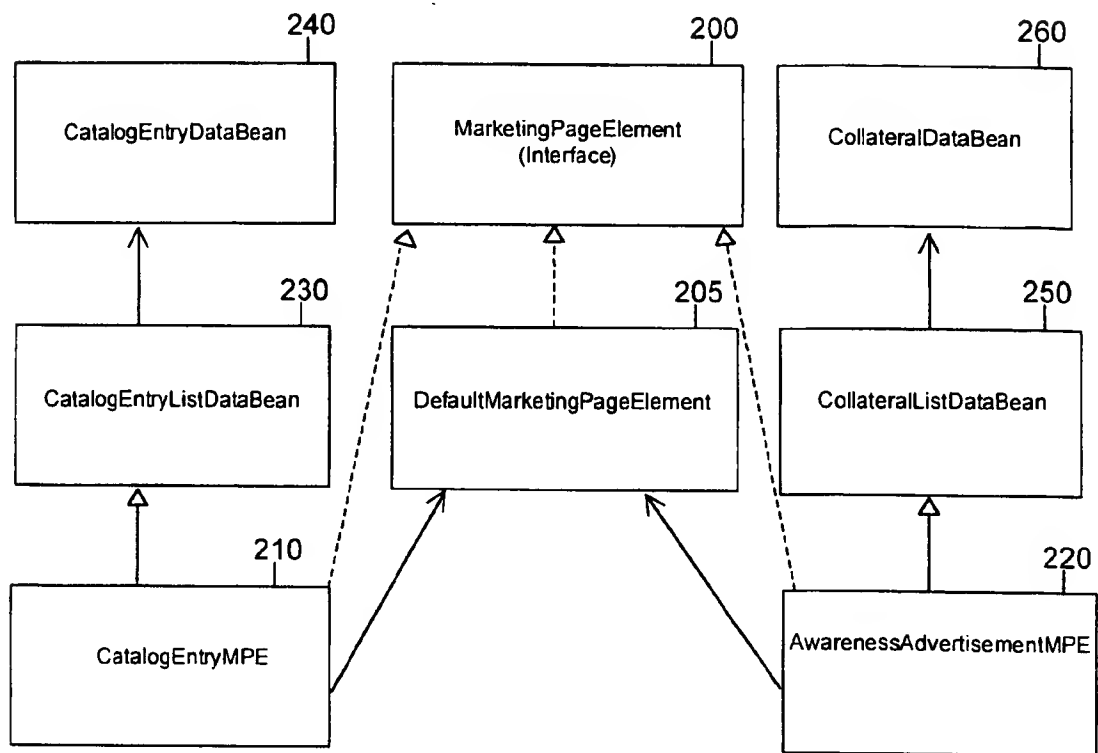 240
200
260
CatalogEntryDataBean
MarketingPageElement
(Interface)
CollateralDataBean
230
205
250
CatalogEntryListDataBean
DefaultMarketingPageElement
CollateralListDataBean
210
220
CatalogEntryMPE
AwarenessAdvertisementMPE